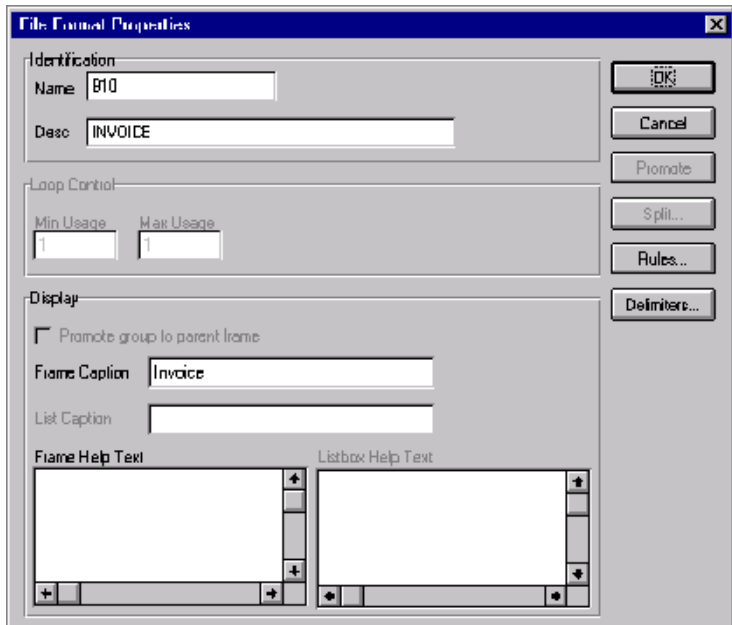 File Format Properties
Identification
Name 810
Desc INVOICE
Loop Control
Min Usage Max Usage
1 1
Display
Promote group to parent frame
Frame Caption Invoice
List Caption
Frame Help Text Listbox Help Text
OK
Cancel
Promote
Split...
Rules...
Delimiters...